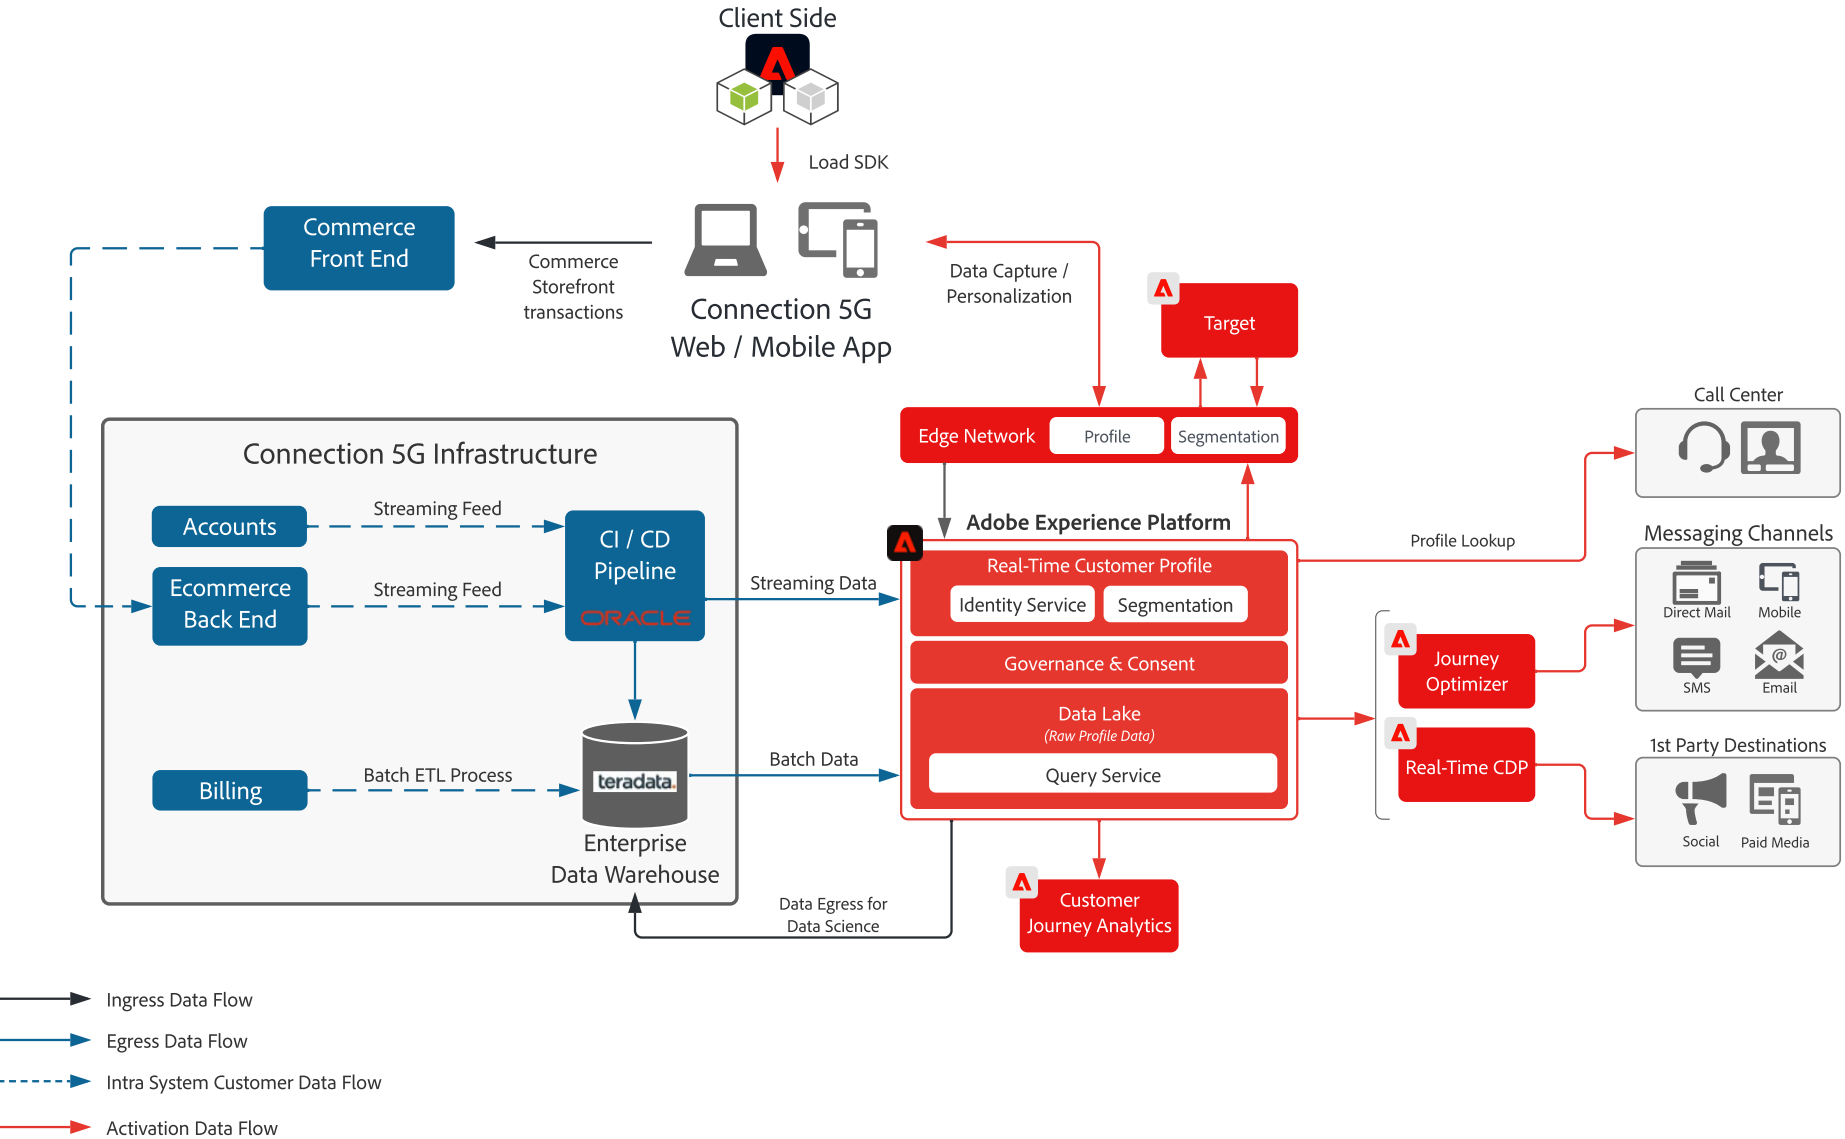 Client Side
Load SDK
Commerce
Front End
Commerce
Storefront
transactions
Connection 5G
Web / Mobile App
Data Capture /
Personalization
Target
Edge Network
Profile
Segmentation
Call Center
Connection 5G Infrastructure
Accounts
Streaming Feed
Ecommerce
Back End
Streaming Feed
CI / CD
Pipeline
ORACLE
Streaming Data
Billing
Batch ETL Process
teradata.
Enterprise
Data Warehouse
Batch Data
Adobe Experience Platform
Real-Time Customer Profile
Identity Service
Segmentation
Governance & Consent
Data Lake
(Raw Profile Data)
Query Service
Profile Lookup
Messaging Channels
Direct Mail
Mobile
SMS
@
Email
Journey
Optimizer
Real-Time CDP
1st Party Destinations
Social
Paid Media
Data Egress for
Data Science
Customer
Journey Analytics
Ingress Data Flow
Egress Data Flow
Intra System Customer Data Flow
Activation Data Flow